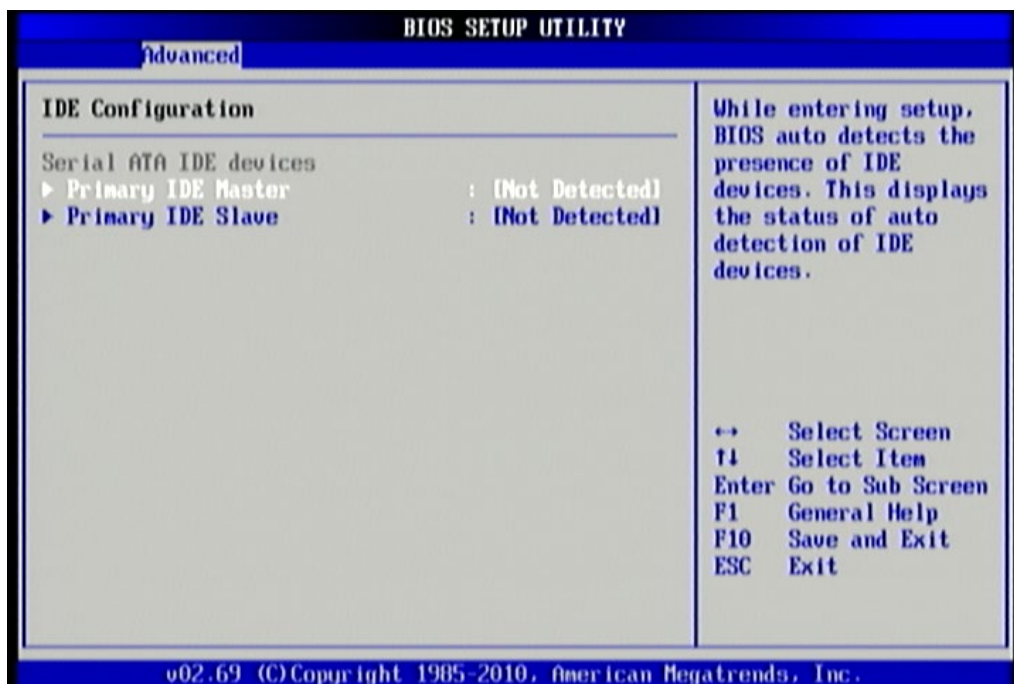 BIOS SETUP UTILITY
Advanced
IDE Configuration
Serial ATA IDE devices
▶ Primary IDE Master : [Not Detected]
▶ Primary IDE Slave : [Not Detected]
While entering setup,
BIOS auto detects the
presence of IDE
devices. This displays
the status of auto
detection of IDE
devices.
↔ Select Screen
↑↓ Select Item
Enter Go to Sub Screen
F1 General Help
F10 Save and Exit
ESC Exit
v02.69 (C)Copyright 1985-2010, American Megatrends, Inc.